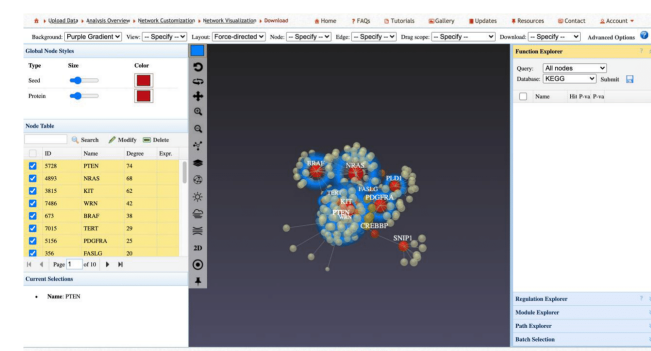 Upload Data Analysis Overview Network Customization Network Visualization Download Home ? FAQs Tutorials Gallery Updates Resources Contact Account
Background: Purple Gradient View: -- Specify -- Layout: Force-directed Node: -- Specify -- Edge: -- Specify -- Drag scope: -- Specify -- Download: -- Specify -- Advanced Options
Global Node Styles
Type Size Color
Seed
Protein
Node Table
Search Modify Delete
ID Name Degree Expr.
5728 PTEN 74
4893 NRAS 68
3815 KIT 62
7486 WRN 42
673 BRAF 38
7015 TERT 29
5156 PDGFRA 25
356 FASLG 20
Page 1 of 10
Current Selections
Name: PTEN
2D
BRAF
NRAS
PLD1
FASLG
TERT
PDGFRA
KIT
PTEN
WRN
CREBBP
SNIP1
Function Explorer ?
Query: All nodes
Database: KEGG Submit
Name Hit P-va P-va
Regulation Explorer ?
Module Explorer
Path Explorer
Batch Selection